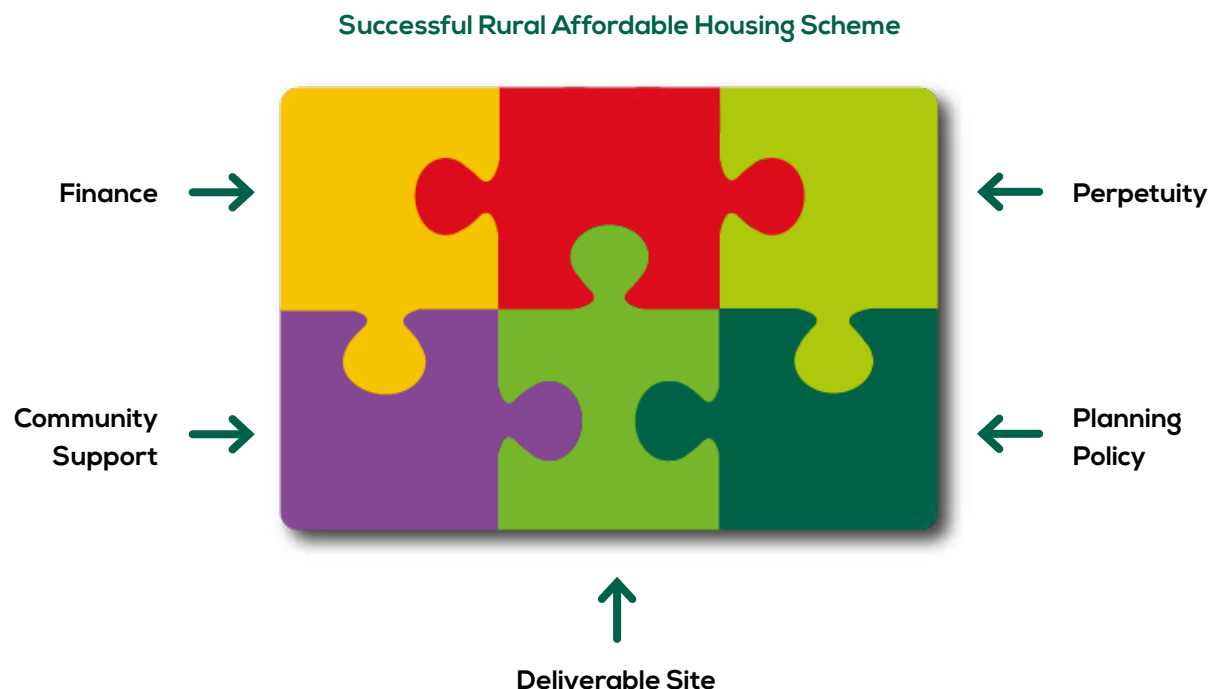 Successful Rural Affordable Housing Scheme
Finance
Perpetuity
Community
Support
Planning
Policy
Deliverable Site